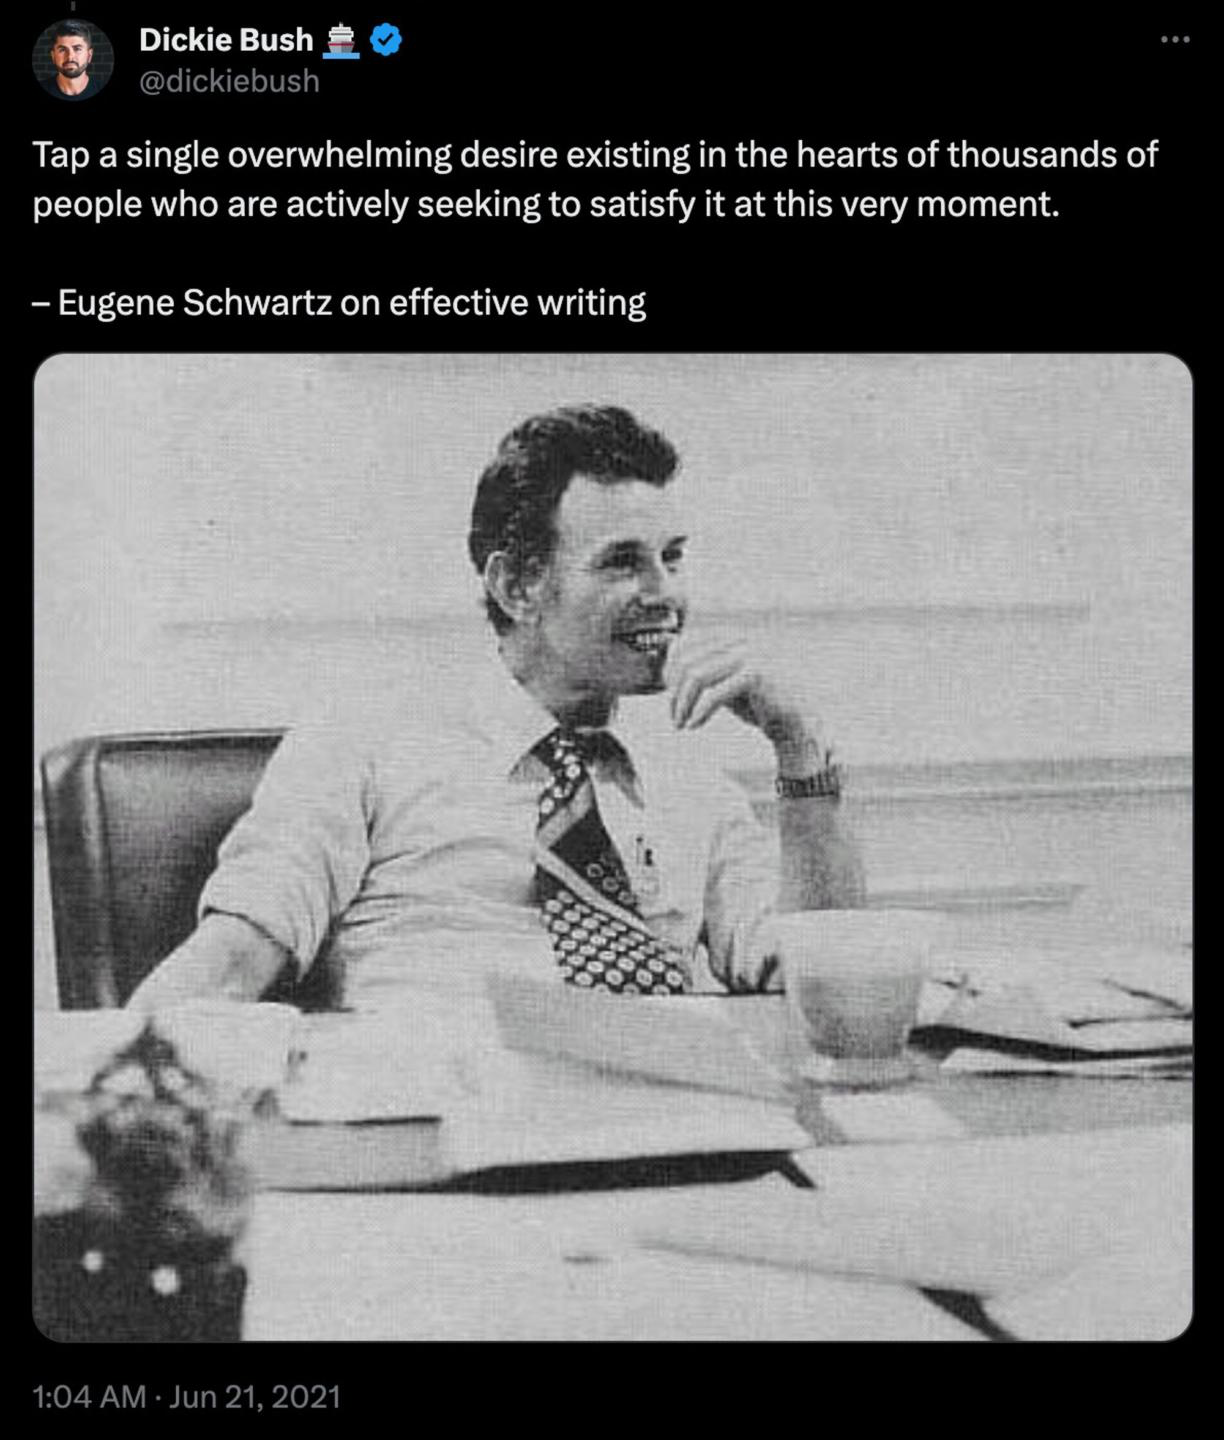 Dickie Bush 🚢
@dickiebush
Tap a single overwhelming desire existing in the hearts of thousands of
people who are actively seeking to satisfy it at this very moment.
– Eugene Schwartz on effective writing
1:04 AM · Jun 21, 2021